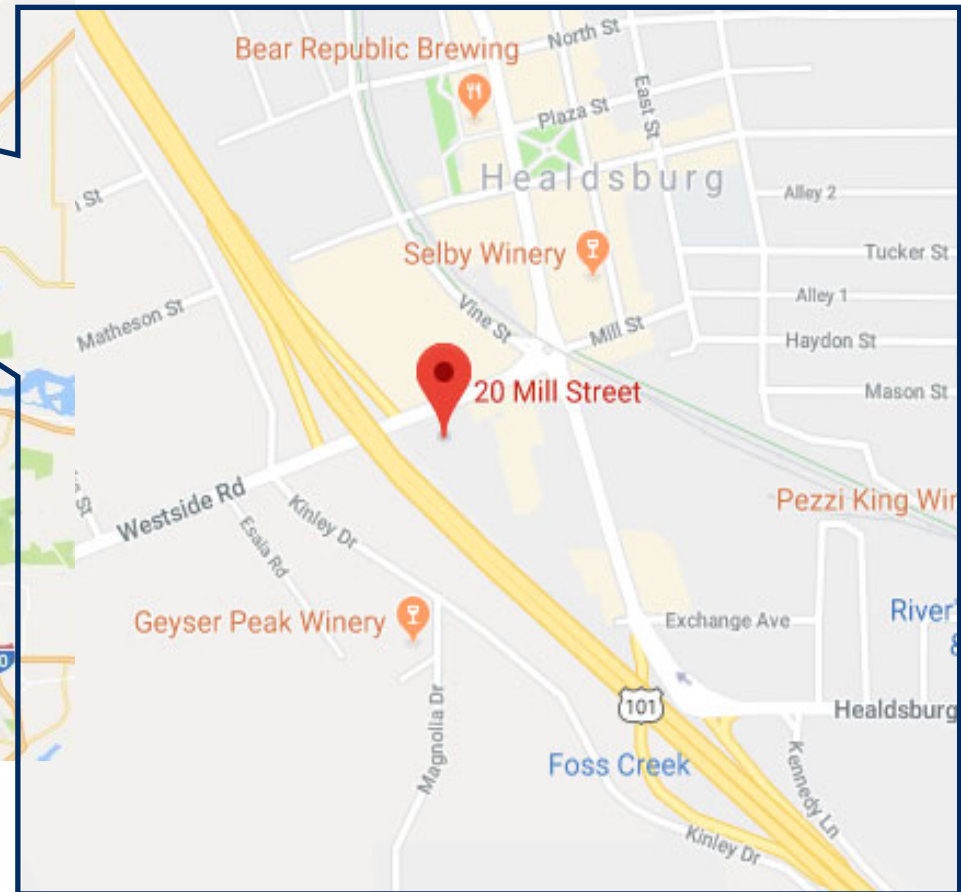 North St
Bear Republic Brewing
Plaza St
East St
Healdsburg
Alley 2
St
Selby Winery
Tucker St
Alley 1
Matheson St
Vine St
Mill St
Haydon St
20 Mill Street
Mason St
Pezzi King Wi
St
Westside Rd
Kinley Dr
Esala Rd
Geyser Peak Winery
Exchange Ave
River'
101
Healdsburg
Magnolia Dr
Foss Creek
Kennedy Ln
Kinley Dr